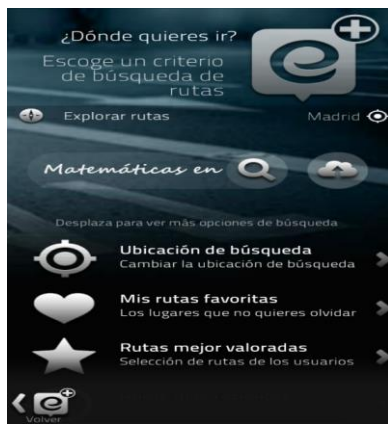 ¿Dónde quieres ir?
Escoge un criterio
de búsqueda de
rutas
Explorar rutas
Madrid
Matemáticas en
Desplaza para ver más opciones de búsqueda
Ubicación de búsqueda
Cambiar la ubicación de búsqueda
Mis rutas favoritas
Los lugares que no quieres olvidar
Rutas mejor valoradas
Selección de rutas de los usuarios
Volver